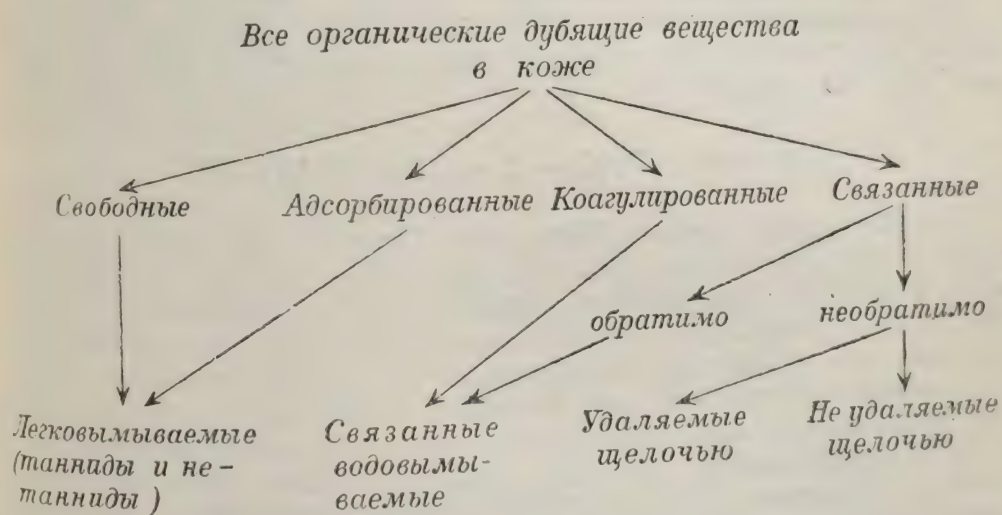 Все органические дубящие вещества
в коже
Свободные Адсорбированные Коагулированные Связанные
обратимо необратимо
Легковымываемые
(танниды и не-
танниды)
Связанные
водовымы-
ваемые
Удаляемые
щелочью
Не удаляемые
щелочью